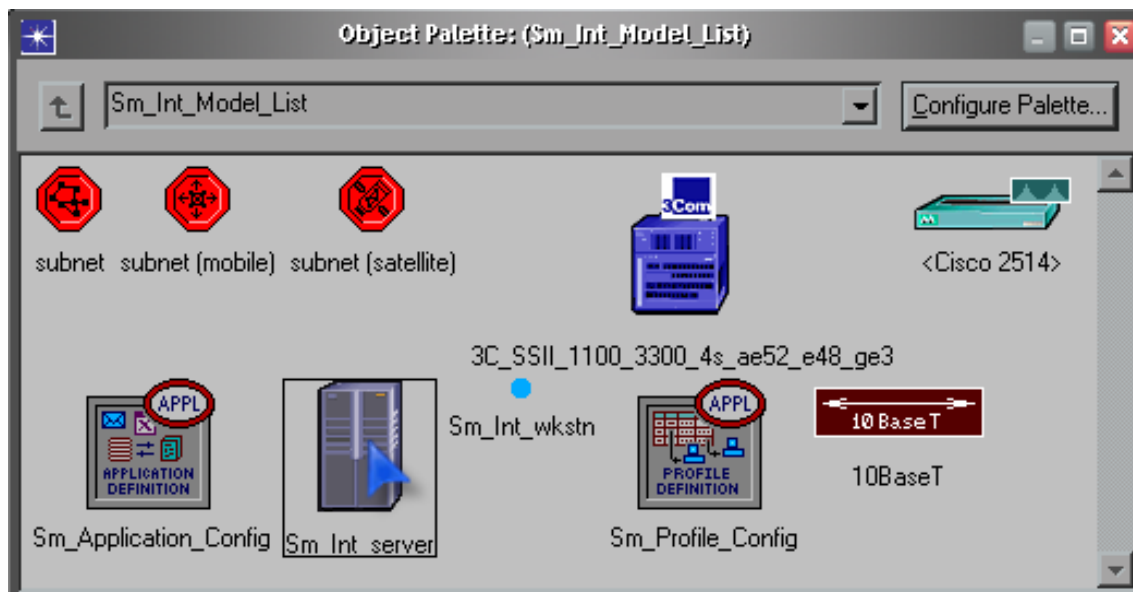 Object Palette: (Sm_Int_Model_List)
Sm_Int_Model_List
Configure Palette...
3Com
subnet
subnet (mobile)
subnet (satellite)
<Cisco 2514>
3C_SSII_1100_3300_4s_ae52_e48_ge3
APPL
APPLICATION
DEFINITION
Sm_Application_Config
Sm_Int_server
Sm_Int_wkstn
APPL
PROFILE
DEFINITION
Sm_Profile_Config
10 Base T
10BaseT